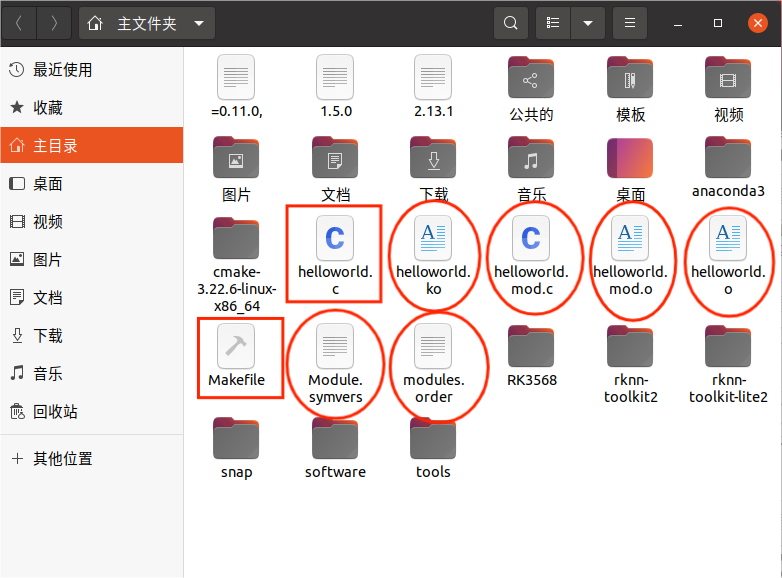 主文件夹
最近使用
收藏
主目录
桌面
视频
图片
文档
下载
音乐
回收站
其他位置
=0.11.0,
1.5.0
2.13.1
公共的
模板
视频
图片
文档
下载
音乐
桌面
anaconda3
cmake-
3.22.6-linux-
x86_64
helloworld.
c
helloworld.
ko
helloworld.
mod.c
helloworld.
mod.o
helloworld.
o
Makefile
Module.
symvers
modules.
order
RK3568
rknn-
toolkit2
rknn-
toolkit-lite2
snap
software
tools